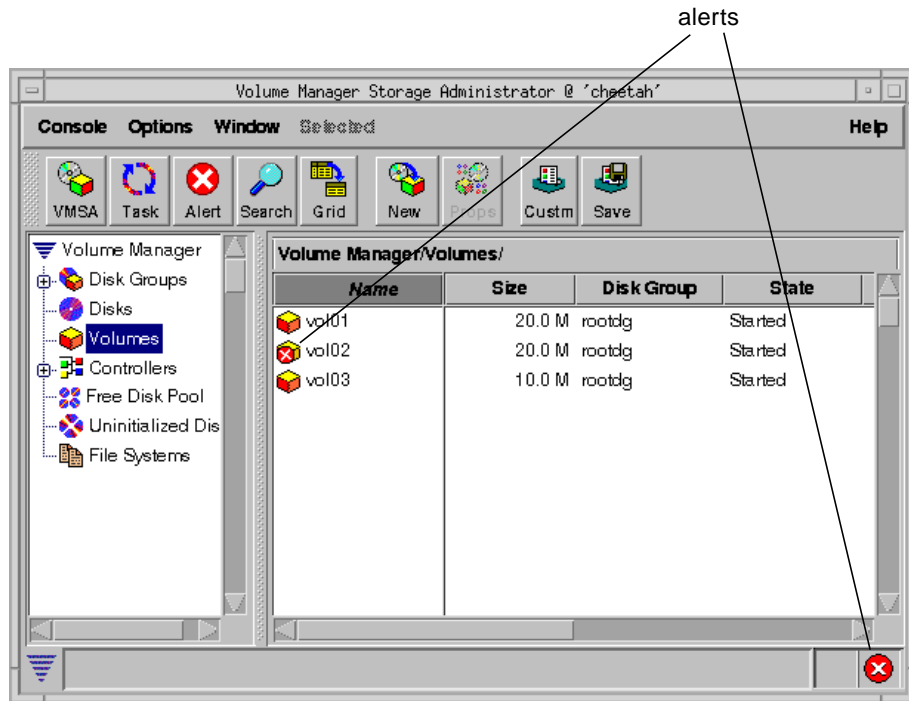 alerts
Volume Manager Storage Administrator @ 'cheetah'
Console Options Window Selected Help
VMSA Task Alert Search Grid New Props Custm Save
Volume Manager
Disk Groups
Disks
Volumes
Controllers
Free Disk Pool
Uninitialized Dis
File Systems
Volume Manager/Volumes/
Name Size Disk Group State
vol01 20.0 M rootdg Started
vol02 20.0 M rootdg Started
vol03 10.0 M rootdg Started